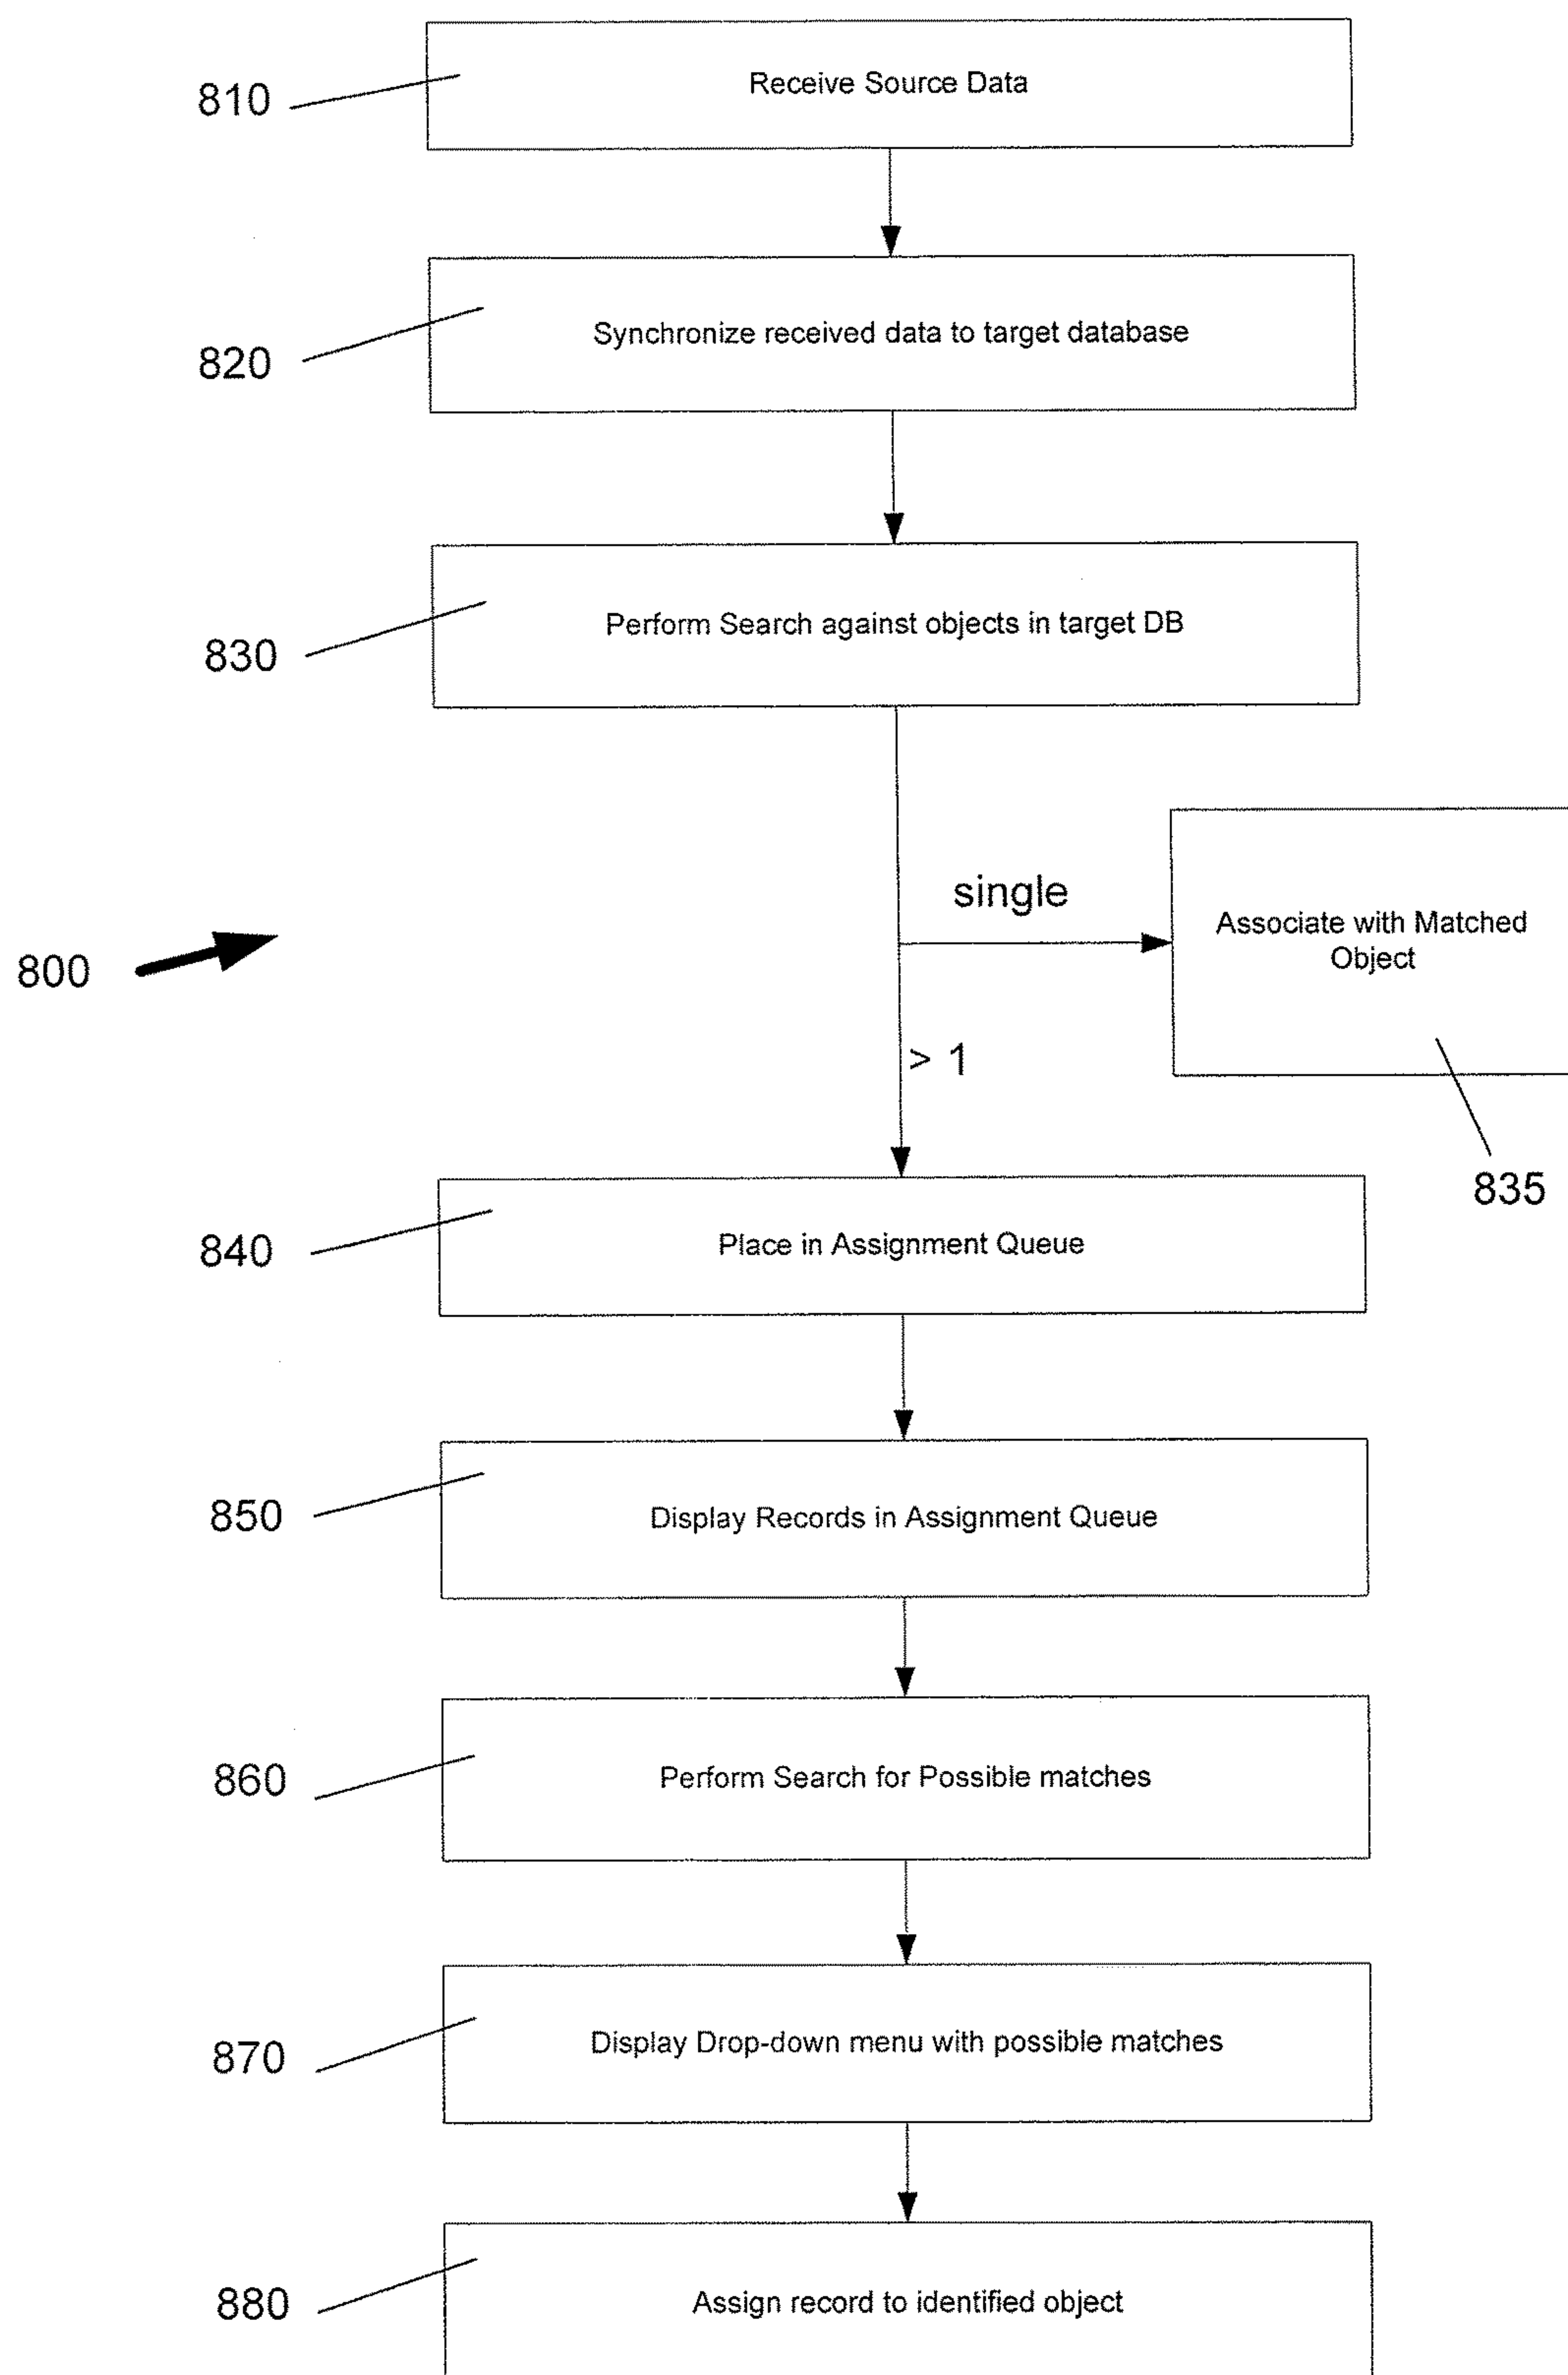 Receive Source Data
810
Synchronize received data to target database
820
Perform Search against objects in target DB
830
single
Associate with Matched
Object
800
> 1
835
Place in Assignment Queue
840
Display Records in Assignment Queue
850
Perform Search for Possible matches
860
Display Drop-down menu with possible matches
870
Assign record to identified object
880